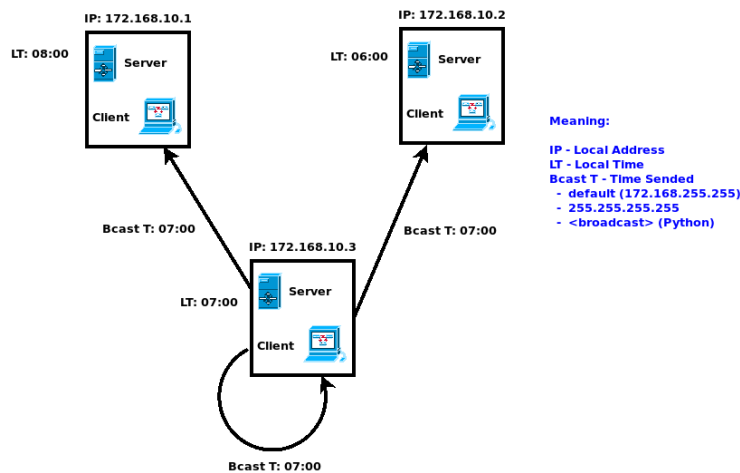 IP: 172.168.10.1
LT: 08:00
Server
Client
IP: 172.168.10.2
LT: 06:00
Server
Client
Meaning:
IP - Local Address
LT - Local Time
Bcast T - Time Sended
- default (172.168.255.255)
- 255.255.255.255
- <broadcast> (Python)
Bcast T: 07:00
Bcast T: 07:00
IP: 172.168.10.3
LT: 07:00
Server
Client
Bcast T: 07:00